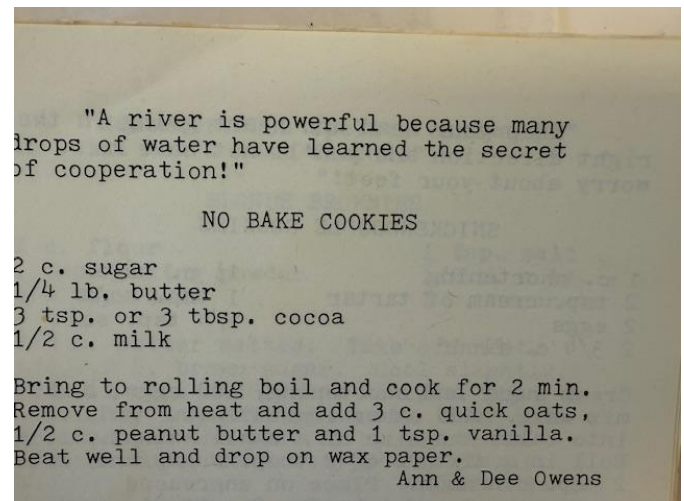 "A river is powerful because many
drops of water have learned the secret
of cooperation!"
NO BAKE COOKIES
2 c. sugar
1/4 lb. butter
3 tsp. or 3 tbsp. cocoa
1/2 c. milk
Bring to rolling boil and cook for 2 min.
Remove from heat and add 3 c. quick oats,
1/2 c. peanut butter and 1 tsp. vanilla.
Beat well and drop on wax paper.
Ann & Dee Owens